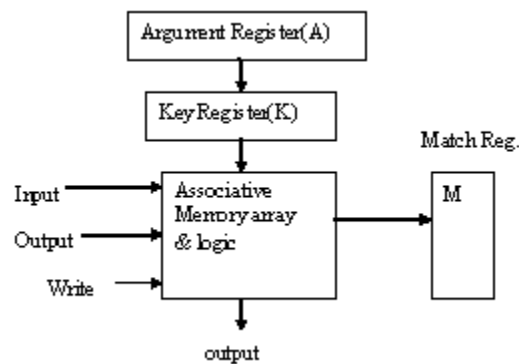 Argument Register(A)
Key Register(K)
Match Reg.
Input
Associative
Memory array
& logic
M
Output
Write
output